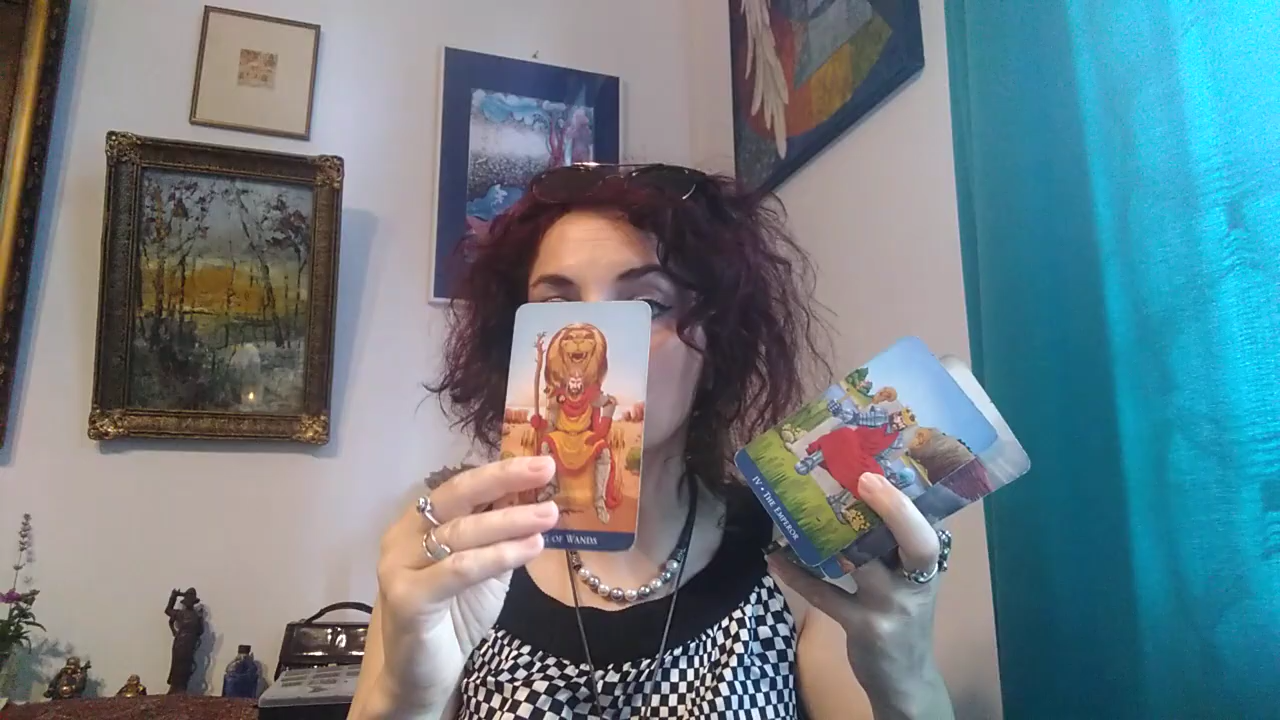 OF WANDS
IV • THE EMPEROR